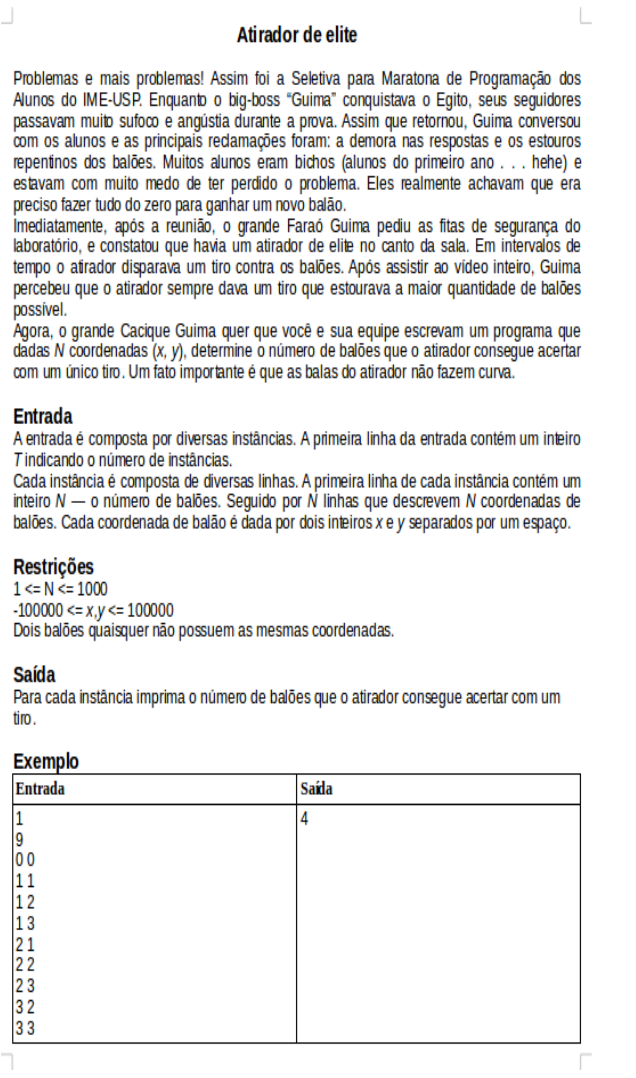 Atirador de elite
Problemas e mais problemas! Assim foi a Seletiva para Maratona de Programação dos
Alunos do IME-USP. Enquanto o big-boss “Guima” conquistava o Egito, seus seguidores
passavam muito sufoco e angústia durante a prova. Assim que retornou, Guima conversou
com os alunos e as principais reclamações foram: a demora nas respostas e os estouros
repentinos dos balões. Muitos alunos eram bichos (alunos do primeiro ano . . . hehe) e
estavam com muito medo de ter perdido o problema. Eles realmente achavam que era
preciso fazer tudo do zero para ganhar um novo balão.
Imediatamente, após a reunião, o grande Faraó Guima pediu as fitas de segurança do
laboratório, e constatou que havia um atirador de elite no canto da sala. Em intervalos de
tempo o atirador disparava um tiro contra os balões. Após assistir ao vídeo inteiro, Guima
percebeu que o atirador sempre dava um tiro que estourava a maior quantidade de balões
possível.
Agora, o grande Cacique Guima quer que você e sua equipe escrevam um programa que
dadas N coordenadas (x, y), determine o número de balões que o atirador consegue acertar
com um único tiro. Um fato importante é que as balas do atirador não fazem curva.
Entrada
A entrada é composta por diversas instâncias. A primeira linha da entrada contém um inteiro
T indicando o número de instâncias.
Cada instância é composta de diversas linhas. A primeira linha de cada instância contém um
inteiro N — o número de balões. Seguido por N linhas que descrevem N coordenadas de
balões. Cada coordenada de balão é dada por dois inteiros x e y separados por um espaço.
Restrições
1 <= N <= 1000
-100000 <= x,y <= 100000
Dois balões quaisquer não possuem as mesmas coordenadas.
Saída
Para cada instância imprima o número de balões que o atirador consegue acertar com um
tiro.
Exemplo
Entrada Saída
1 4
9
0 0
1 1
1 2
1 3
2 1
2 2
2 3
3 2
3 3